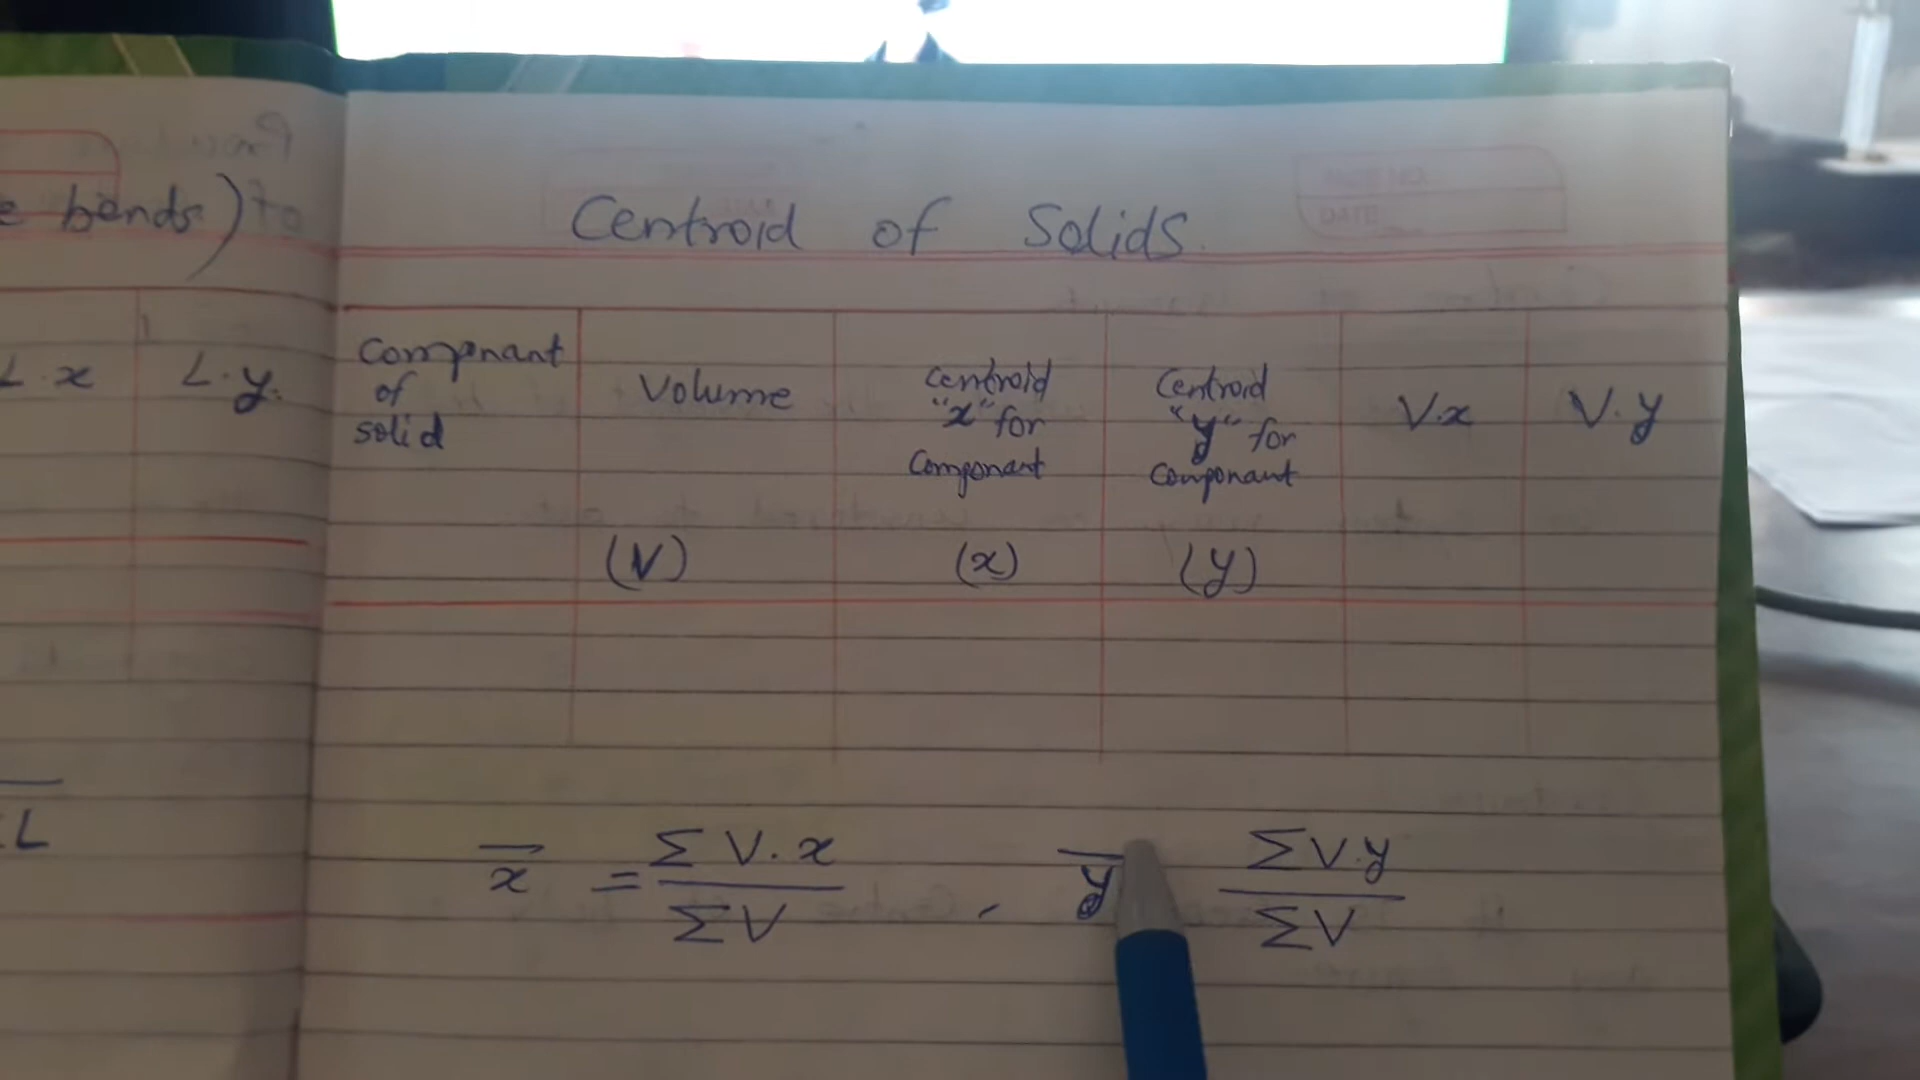 e bends)
L.x L.y.
L
Centroid of Solids.
Componant
of
solid
Volume
(V)
Centroid
"x" for
Componant
(x)
Centroid
"y" for
Componant
(y)
V.x
V.y
x̄ = ΣV.x / ΣV , ȳ ΣV.y / ΣV